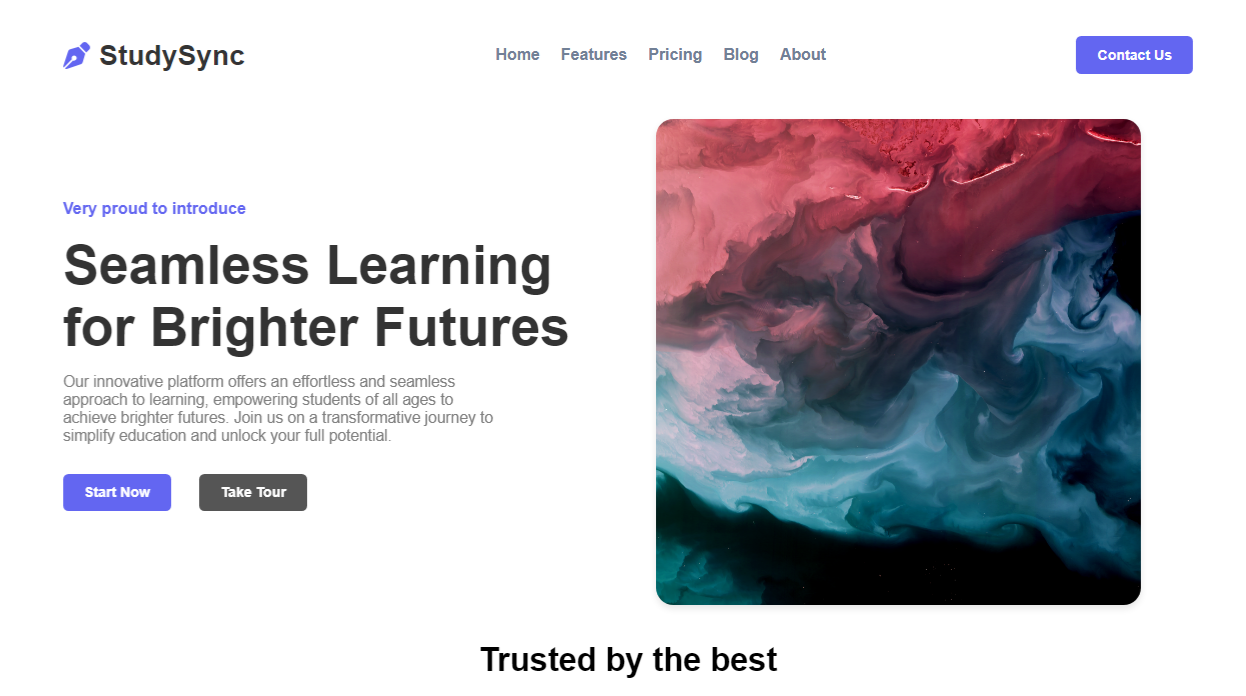 StudySync
Home Features Pricing Blog About
Contact Us
Very proud to introduce
Seamless Learning
for Brighter Futures
Our innovative platform offers an effortless and seamless
approach to learning, empowering students of all ages to
achieve brighter futures. Join us on a transformative journey to
simplify education and unlock your full potential.
Start Now
Take Tour
Trusted by the best